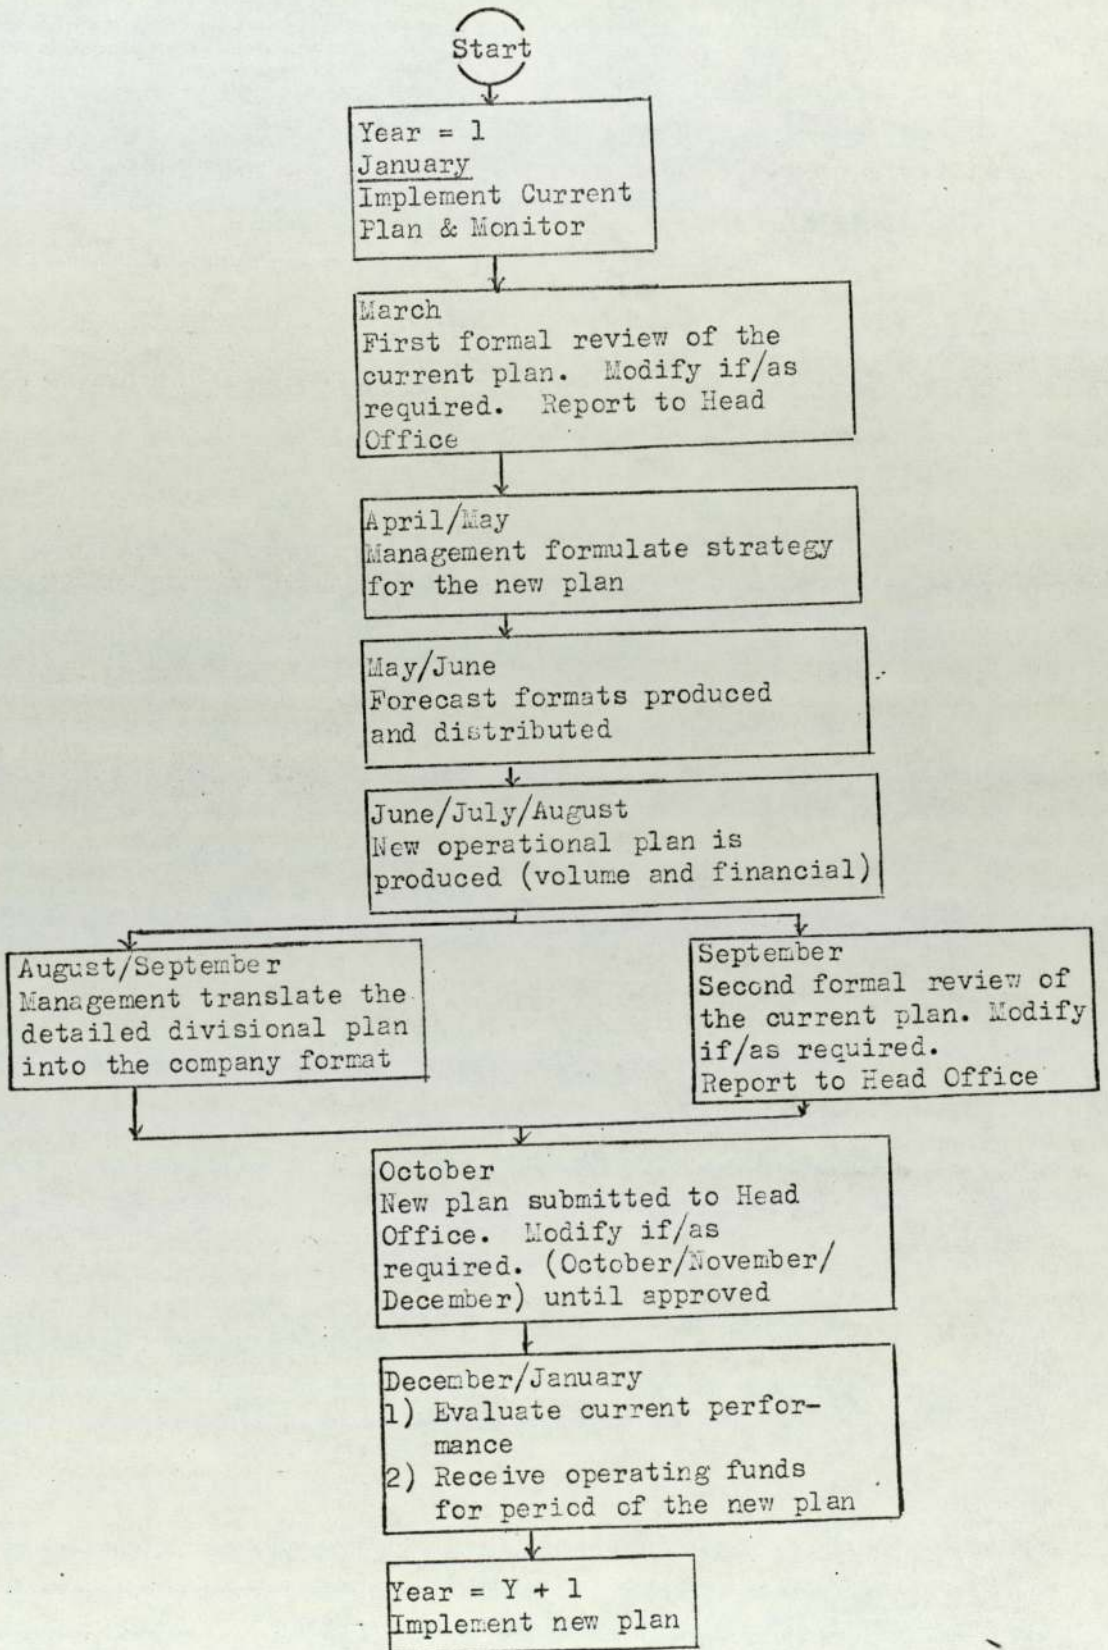 Start
Year = 1
January
Implement Current
Plan & Monitor
March
First formal review of the
current plan. Modify if/as
required. Report to Head
Office
April/May
Management formulate strategy
for the new plan
May/June
Forecast formats produced
and distributed
June/July/August
New operational plan is
produced (volume and financial)
August/September
Management translate the
detailed divisional plan
into the company format
September
Second formal review of
the current plan. Modify
if/as required.
Report to Head Office
October
New plan submitted to Head
Office. Modify if/as
required. (October/November/
December) until approved
December/January
1) Evaluate current perfor-
mance
2) Receive operating funds
for period of the new plan
Year = Y + 1
Implement new plan